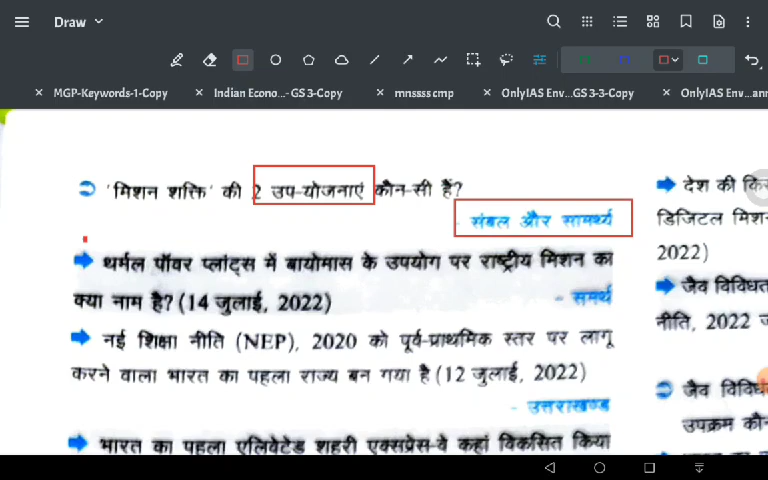 Draw
MGP-Keywords-1-Copy
Indian Econo...- GS 3-Copy
mnssss cmp
OnlyIAS Env...GS 3-3-Copy
OnlyIAS Env...ann
'मिशन शक्ति' की 2 उप-योजनाएं कौन-सी हैं?
- संबल और सामर्थ्य
थर्मल पॉवर प्लांट्स में बायोमास के उपयोग पर राष्ट्रीय मिशन का
क्या नाम है? (14 जुलाई, 2022)
- समर्थ
नई शिक्षा नीति (NEP), 2020 को पूर्व-प्राथमिक स्तर पर लागू
करने वाला भारत का पहला राज्य बन गया है (12 जुलाई, 2022)
- उत्तराखण्ड
भारत का पहला एलिवेटेड शहरी एक्सप्रेस-वे कहां विकसित किया
देश की
डिजिटल मिशन
2022)
जैव विविधत
नीति, 2022
जैव
उपक्रम